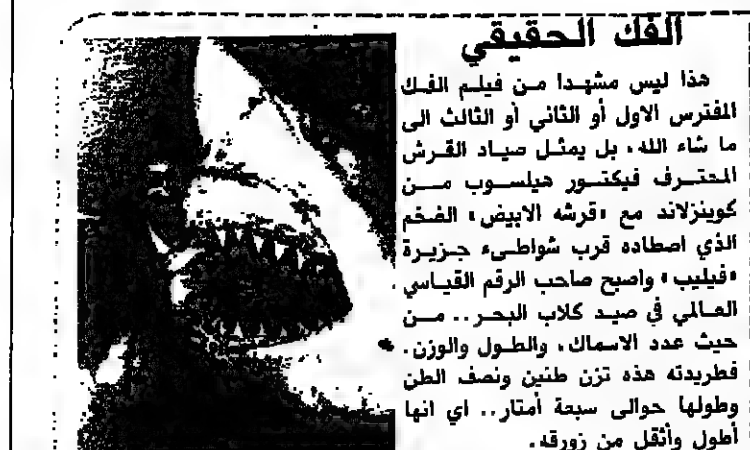 الفك الحقيقي
هذا ليس مشهدا من فيلم الفك
المفترس الاول أو الثاني أو الثالث الى
ما شاء الله، بل يمثل صياد القرش
المحترف فيكتور هيلسوب من
كوينزلاند مع «قرشه الابيض» الضخم
الذي اصطاده قرب شواطىء جزيرة
«فيليب» واصبح صاحب الرقم القياسي
العالمي في صيد كلاب البحر.. من
حيث عدد الاسماك، والطول والوزن.
فطريدته هذه تزن طنين ونصف الطن
وطولها حوالى سبعة أمتار.. اي انها
أطول وأثقل من زورقه.